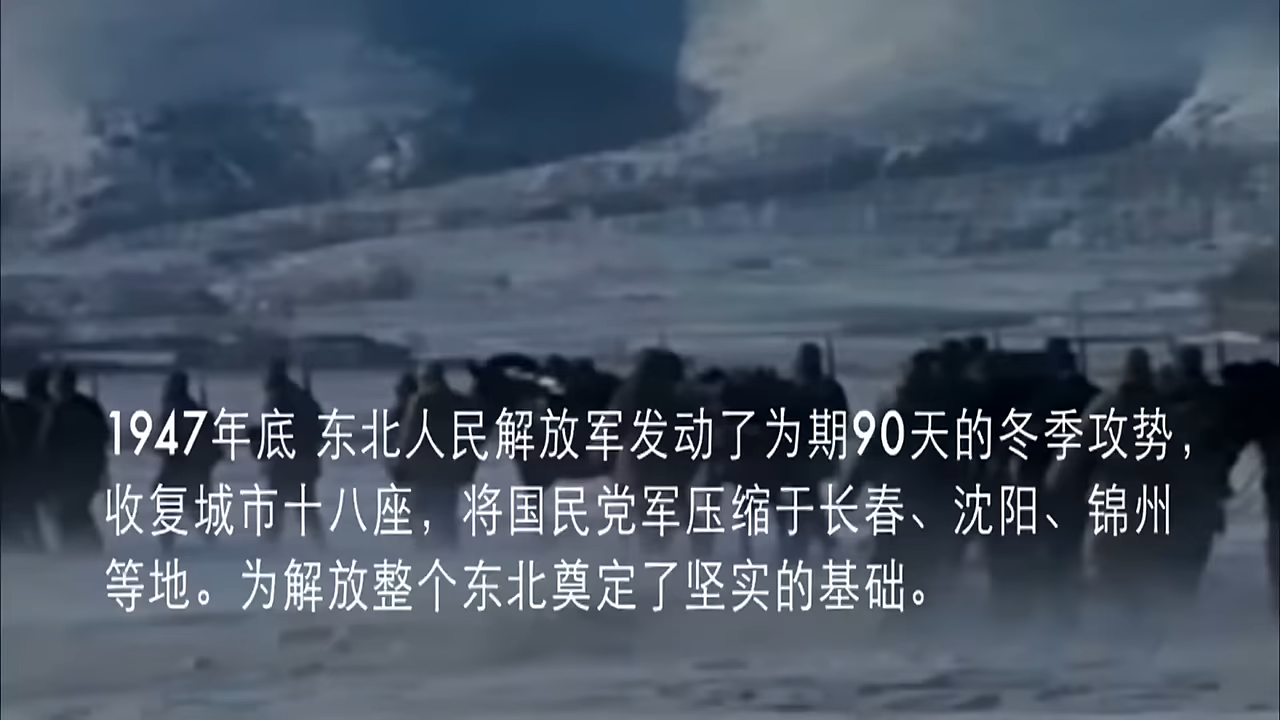 1947年底 东北人民解放军发动了为期90天的冬季攻势，
收复城市十八座，将国民党军压缩于长春、沈阳、锦州
等地。为解放整个东北奠定了坚实的基础。